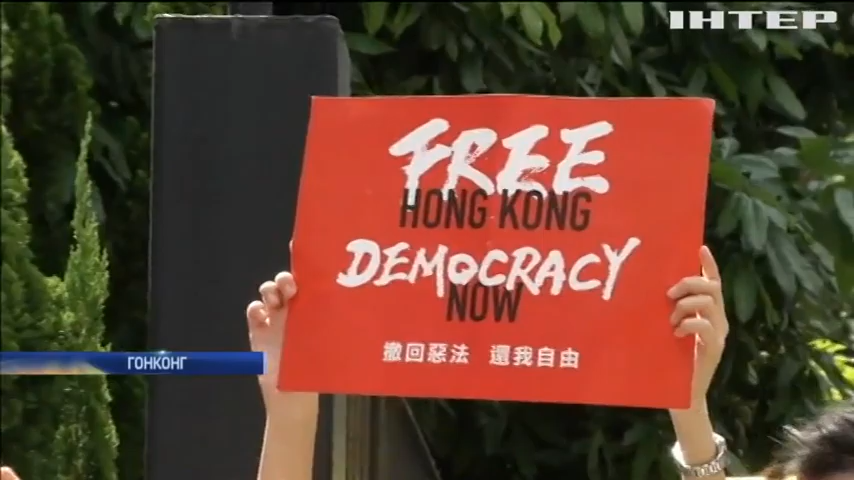 ІНТЕР
FREE
HONG KONG
DEMOCRACY
NOW
撤回惡法 還我自由
ГОНКОНГ